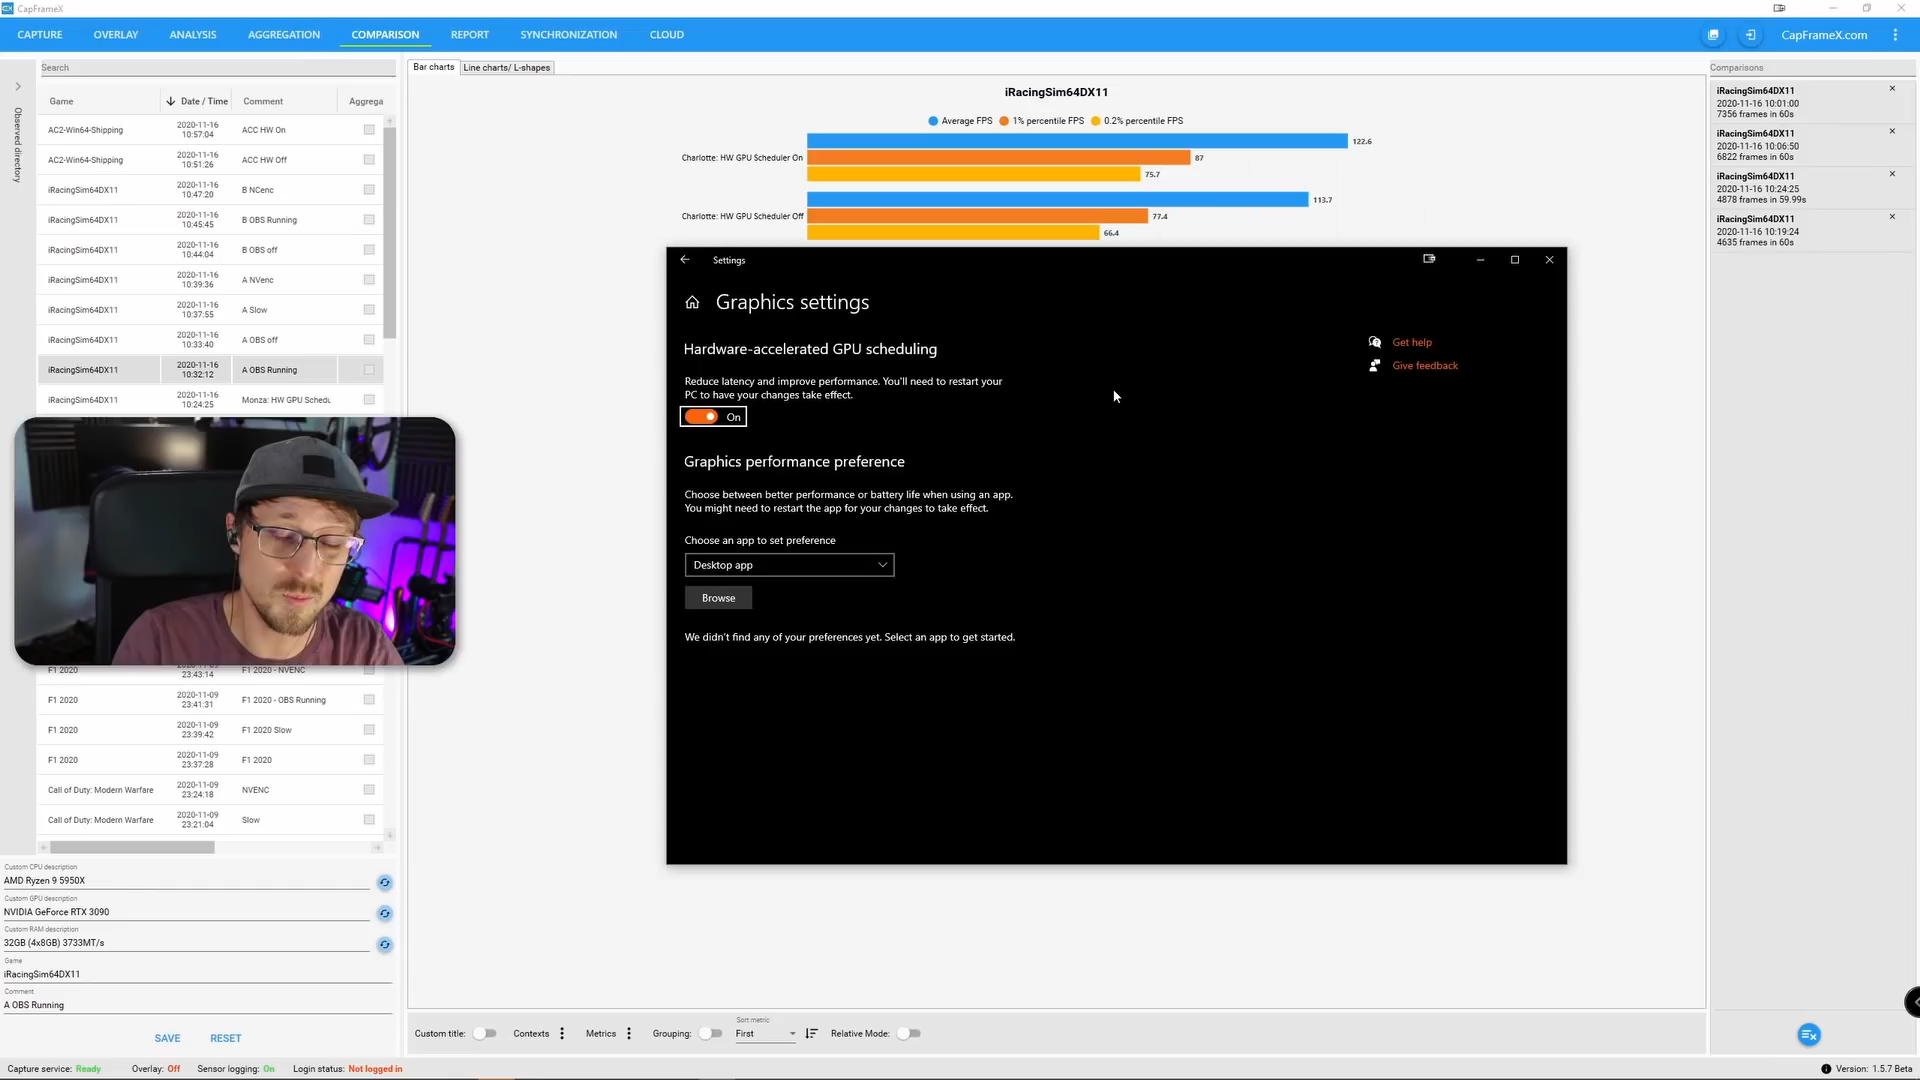 CapFrameX
CAPTURE
OVERLAY
ANALYSIS
AGGREGATION
COMPARISON
REPORT
SYNCHRONIZATION
CLOUD
CapFrameX.com
Search
Game
Date / Time
Comment
Aggrega
Observed directory
AC2-Win64-Shipping
2020-11-16
10:57:04
ACC HW On
AC2-Win64-Shipping
2020-11-16
10:51:26
ACC HW Off
iRacingSim64DX11
2020-11-16
10:47:20
B NCenc
iRacingSim64DX11
2020-11-16
10:45:45
B OBS Running
iRacingSim64DX11
2020-11-16
10:44:04
B OBS off
iRacingSim64DX11
2020-11-16
10:39:36
A NVenc
iRacingSim64DX11
2020-11-16
10:37:55
A Slow
iRacingSim64DX11
2020-11-16
10:33:40
A OBS off
iRacingSim64DX11
2020-11-16
10:32:12
A OBS Running
iRacingSim64DX11
2020-11-16
10:24:25
Monza: HW GPU Schedu
F1 2020
23:43:14
F1 2020 - NVENC
F1 2020
2020-11-09
23:41:31
F1 2020 - OBS Running
F1 2020
2020-11-09
23:39:42
F1 2020 Slow
F1 2020
2020-11-09
23:37:28
F1 2020
Call of Duty: Modern Warfare
2020-11-09
23:24:18
NVENC
Call of Duty: Modern Warfare
2020-11-09
23:21:04
Slow
Custom CPU description
AMD Ryzen 9 5950X
Custom GPU description
NVIDIA GeForce RTX 3090
Custom RAM description
32GB (4x8GB) 3733MT/s
Game
iRacingSim64DX11
Comment
A OBS Running
SAVE
RESET
Bar charts
Line charts/ L-shapes
iRacingSim64DX11
Average FPS
1% percentile FPS
0.2% percentile FPS
Charlotte: HW GPU Scheduler On
122.6
87
75.7
Charlotte: HW GPU Scheduler Off
113.7
77.4
66.4
Settings
Graphics settings
Hardware-accelerated GPU scheduling
Reduce latency and improve performance. You'll need to restart your
PC to have your changes take effect.
On
Graphics performance preference
Choose between better performance or battery life when using an app.
You might need to restart the app for your changes to take effect.
Choose an app to set preference
Desktop app
Browse
We didn't find any of your preferences yet. Select an app to get started.
Get help
Give feedback
Comparisons
iRacingSim64DX11
2020-11-16 10:01:00
7356 frames in 60s
iRacingSim64DX11
2020-11-16 10:06:50
6822 frames in 60s
iRacingSim64DX11
2020-11-16 10:24:25
4878 frames in 59.99s
iRacingSim64DX11
2020-11-16 10:19:24
4635 frames in 60s
Custom title:
Contexts
Metrics
Grouping:
Sort metric
First
Relative Mode:
Capture service: Ready
Overlay: Off
Sensor logging: On
Login status: Not logged in
Version: 1.5.7 Beta